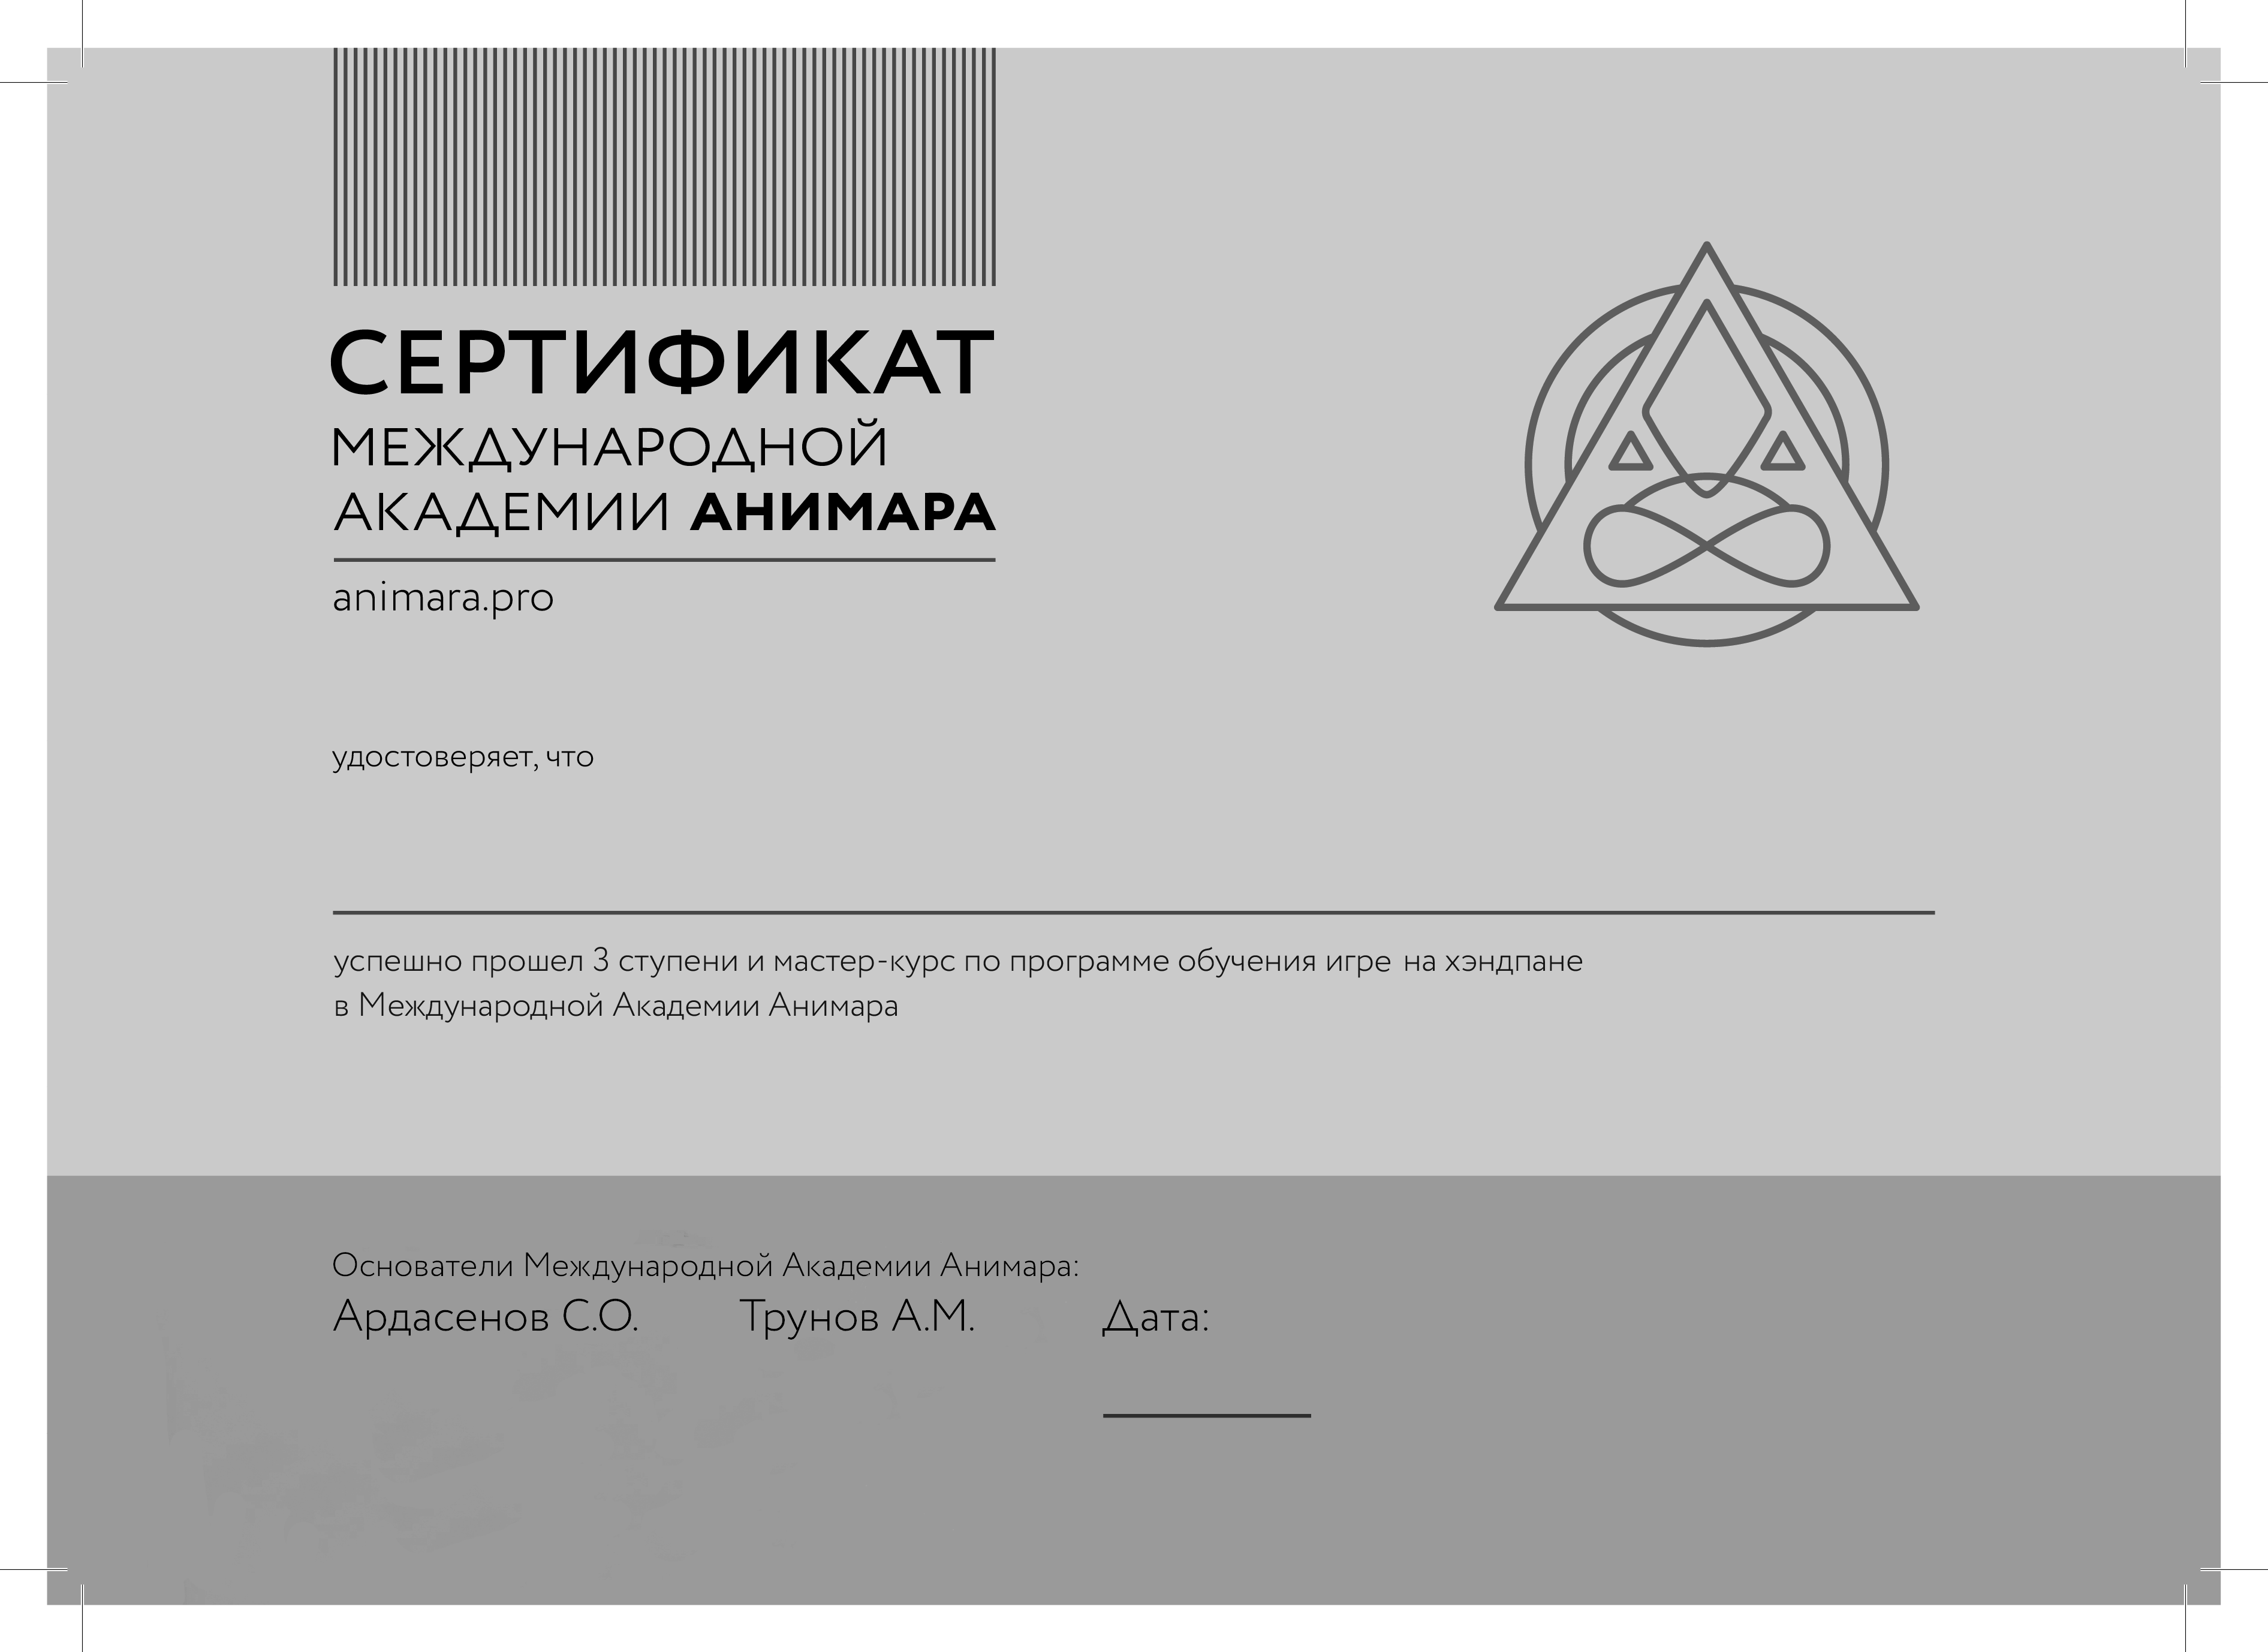 СЕРТИФИКАТ
МЕЖДУНАРОДНОЙ
АКАДЕМИИ АНИМАРА
animara.pro
удостоверяет, что
успешно прошел 3 ступени и мастер-курс по программе обучения игре на хэндпане
в Международной Академии Анимара
Основатели Международной Академии Анимара:
Ардасенов С.О. Трунов А.М. Дата: